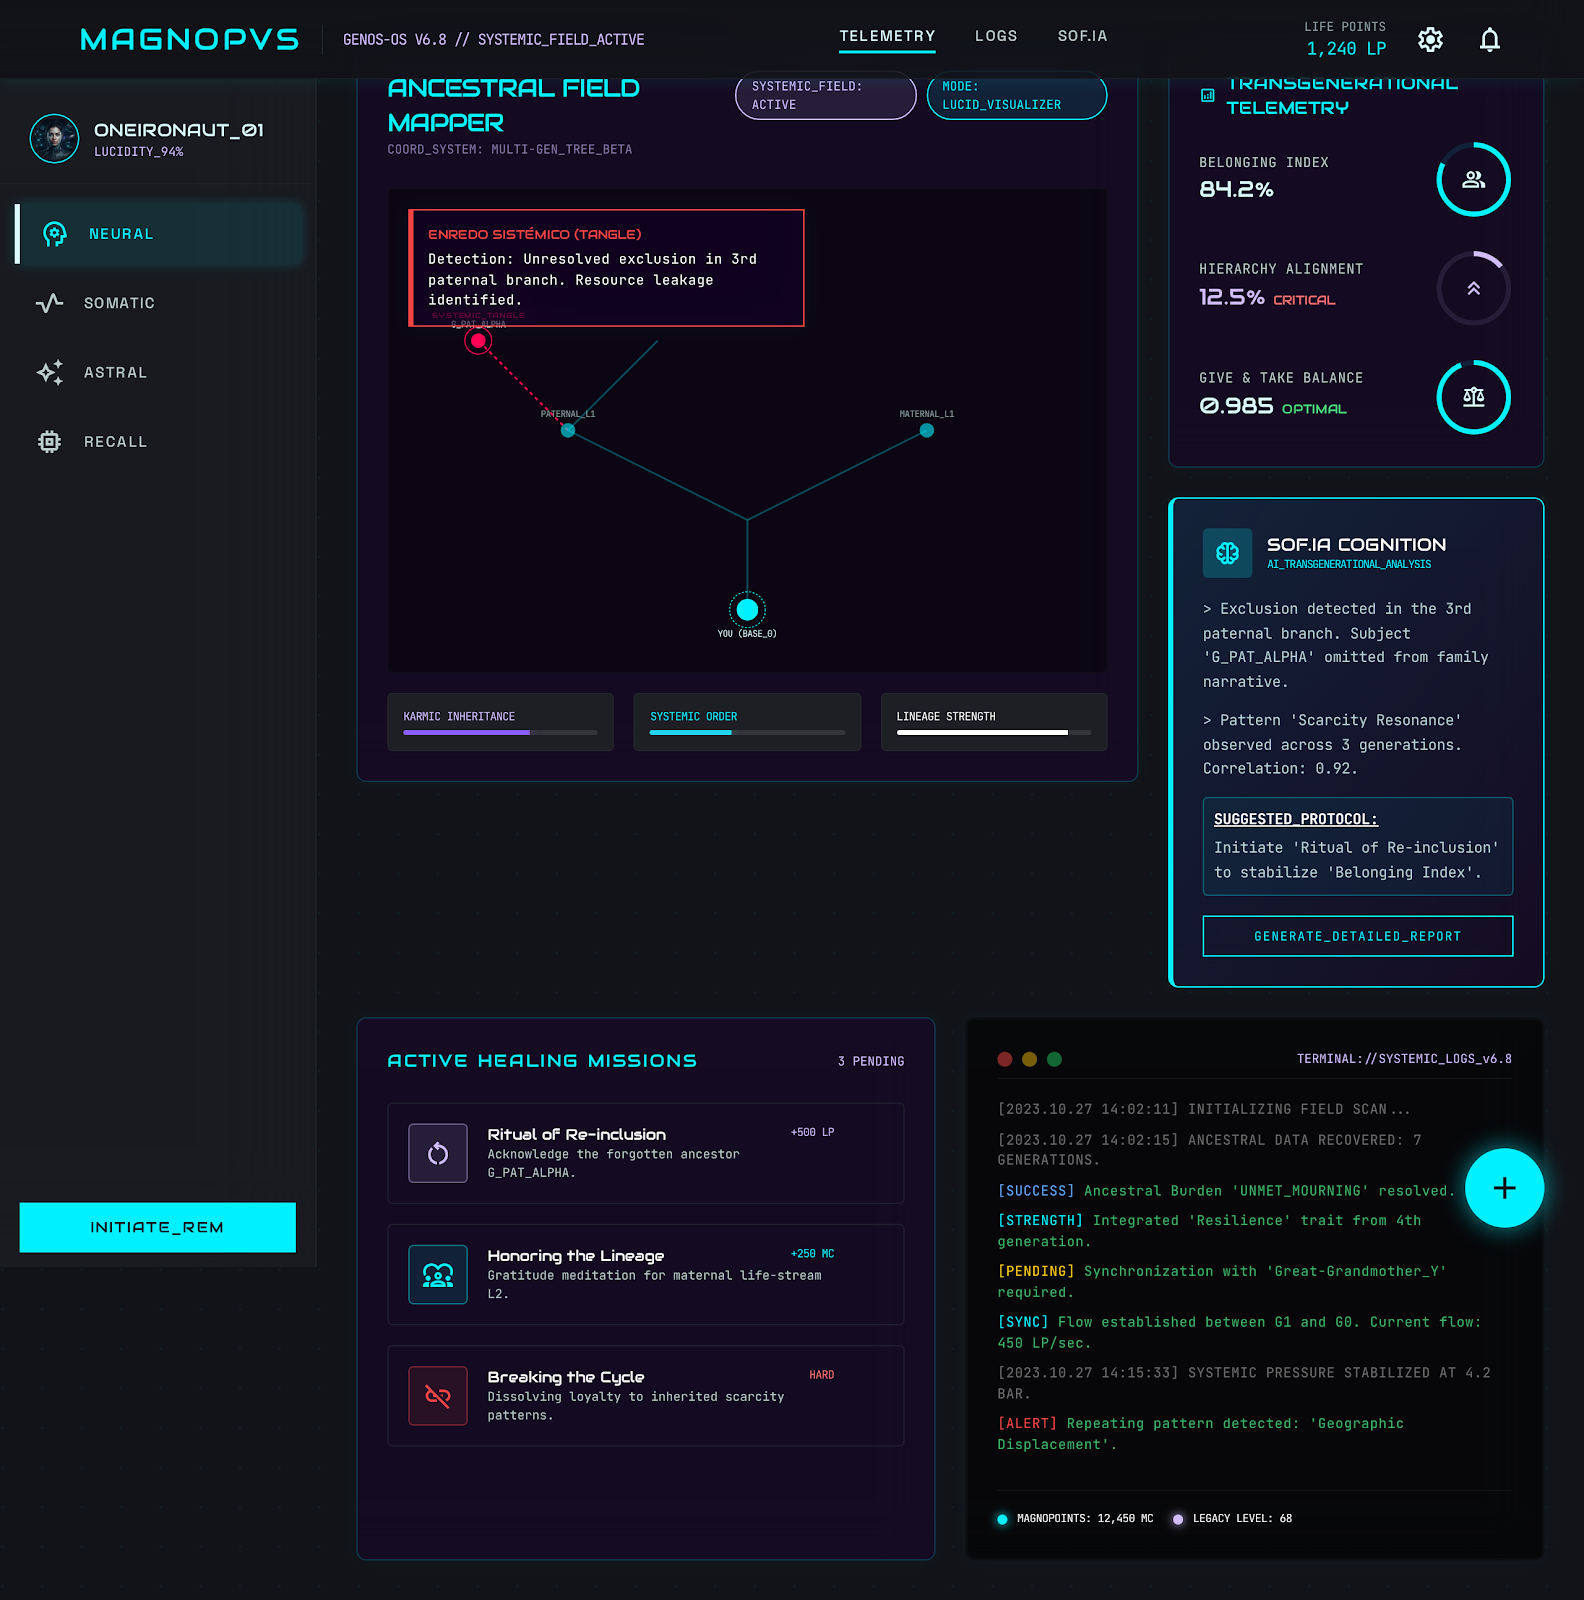 MAGNOPVS
GENOS-OS V6.8 // SYSTEMIC_FIELD_ACTIVE
TELEMETRY
LOGS
SOF.IA
LIFE POINTS
1,240 LP
ONEIRONAUT_01
LUCIDITY_94%
NEURAL
SOMATIC
ASTRAL
RECALL
INITIATE_REM
ANCESTRAL FIELD
MAPPER
COORD_SYSTEM: MULTI-GEN_TREE_BETA
SYSTEMIC_FIELD:
ACTIVE
MODE:
LUCID_VISUALIZER
ENREDO SISTÉMICO (TANGLE)
Detection: Unresolved exclusion in 3rd
paternal branch. Resource leakage
identified.
SYSTEMIC_TANGLE
G_PAT_ALPHA
PATERNAL_L1
MATERNAL_L1
YOU (BASE_0)
KARMIC INHERITANCE
SYSTEMIC ORDER
LINEAGE STRENGTH
TRANSGENERATIONAL
TELEMETRY
BELONGING INDEX
84.2%
HIERARCHY ALIGNMENT
12.5% CRITICAL
GIVE & TAKE BALANCE
0.985 OPTIMAL
SOF.IA COGNITION
AI_TRANSGENERATIONAL_ANALYSIS
> Exclusion detected in the 3rd
paternal branch. Subject
'G_PAT_ALPHA' omitted from family
narrative.
> Pattern 'Scarcity Resonance'
observed across 3 generations.
Correlation: 0.92.
SUGGESTED_PROTOCOL:
Initiate 'Ritual of Re-inclusion'
to stabilize 'Belonging Index'.
GENERATE_DETAILED_REPORT
ACTIVE HEALING MISSIONS
3 PENDING
Ritual of Re-inclusion
+500 LP
Acknowledge the forgotten ancestor
G_PAT_ALPHA.
Honoring the Lineage
+250 MC
Gratitude meditation for maternal life-stream
L2.
Breaking the Cycle
HARD
Dissolving loyalty to inherited scarcity
patterns.
TERMINAL://SYSTEMIC_LOGS_v6.8
[2023.10.27 14:02:11] INITIALIZING FIELD SCAN...
[2023.10.27 14:02:15] ANCESTRAL DATA RECOVERED: 7
GENERATIONS.
[SUCCESS] Ancestral Burden 'UNMET_MOURNING' resolved.
[STRENGTH] Integrated 'Resilience' trait from 4th
generation.
[PENDING] Synchronization with 'Great-Grandmother_Y'
required.
[SYNC] Flow established between G1 and G0. Current flow:
450 LP/sec.
[2023.10.27 14:15:33] SYSTEMIC PRESSURE STABILIZED AT 4.2
BAR.
[ALERT] Repeating pattern detected: 'Geographic
Displacement'.
MAGNOPOINTS: 12,450 MC
LEGACY LEVEL: 68